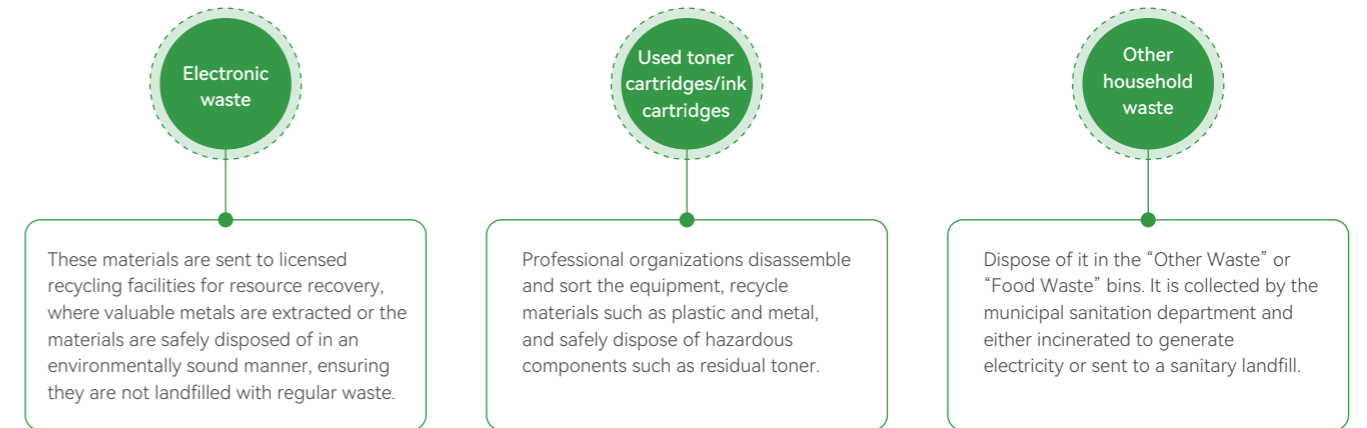 Electronic
waste
These materials are sent to licensed
recycling facilities for resource recovery,
where valuable metals are extracted or the
materials are safely disposed of in an
environmentally sound manner, ensuring
they are not landfilled with regular waste.
Used toner
cartridges/ink
cartridges
Professional organizations disassemble
and sort the equipment, recycle
materials such as plastic and metal,
and safely dispose of hazardous
components such as residual toner.
Other
household
waste
Dispose of it in the “Other Waste” or
“Food Waste” bins. It is collected by the
municipal sanitation department and
either incinerated to generate
electricity or sent to a sanitary landfill.